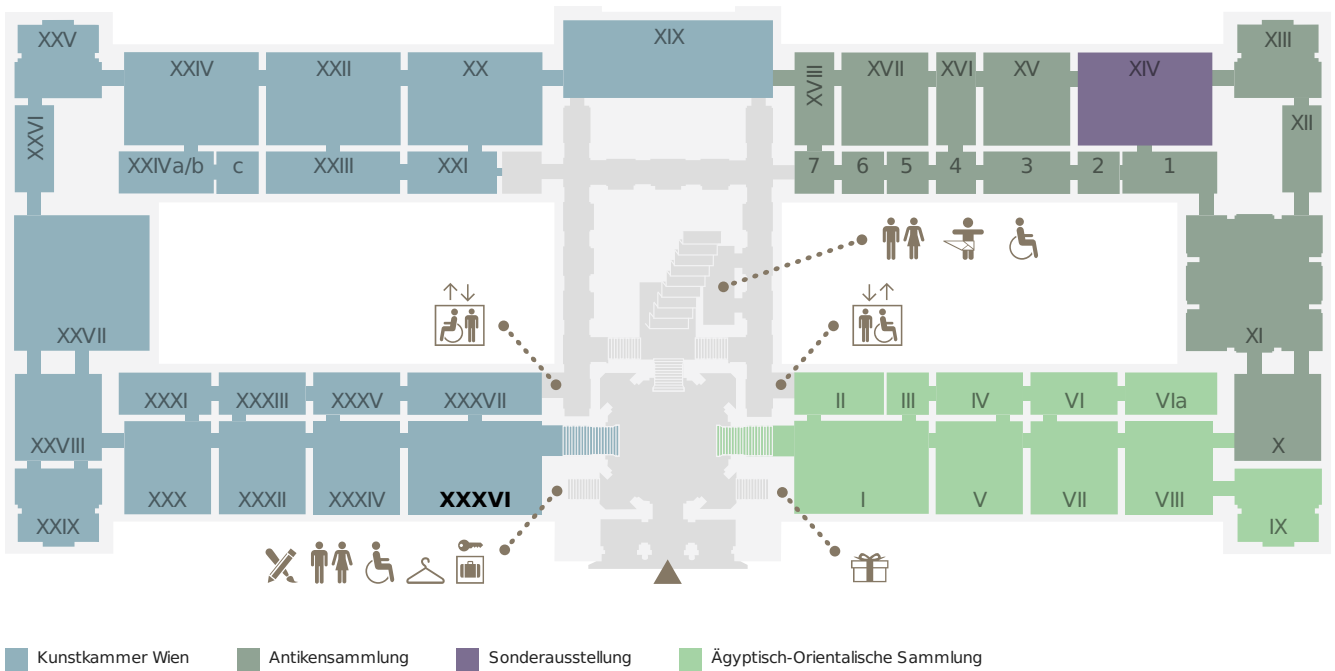 XXV
XIX
XIII
XXIV
XXII
XX
XVIII
XVII
XVI
XV
XIV
XXVI
XII
XXIVa/b
c
XXIII
XXI
7
6
5
4
3
2
1
XXVII
XI
XXXI
XXXIII
XXXV
XXXVII
II
III
IV
VI
VIa
XXVIII
X
XXX
XXXII
XXXIV
XXXVI
I
V
VII
VIII
XXIX
IX
Kunstkammer Wien
Antikensammlung
Sonderausstellung
Ägyptisch-Orientalische Sammlung